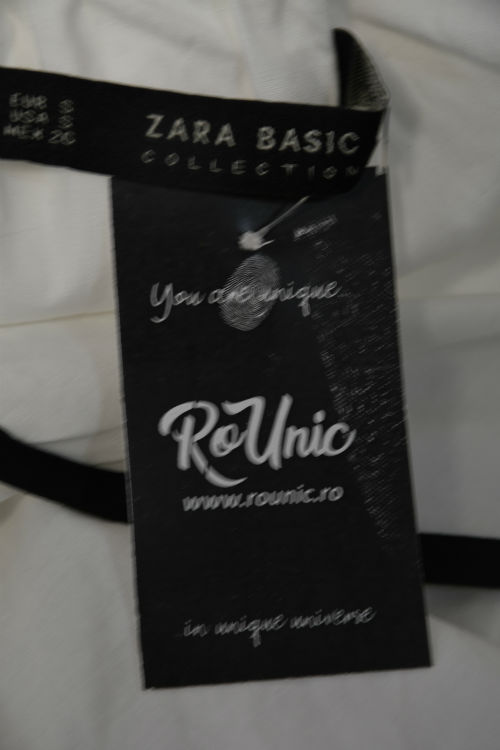 EUR S
USA S
MEX 26
ZARA BASIC
COLLECTION
You are unique
RoUnic
www.rounic.ro
...in unique universe